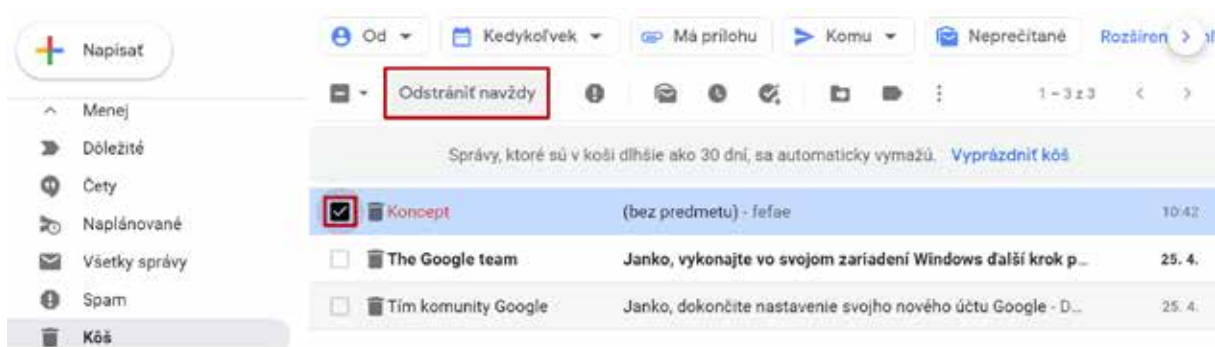 Napísať
Menej
Dôležité
Čety
Naplánované
Všetky správy
Spam
Kôš
Od Kedykoľvek Má prílohu Komu Neprečítané Rozšíren
Odstrániť navždy 1 – 3 z 3
Správy, ktoré sú v koši dlhšie ako 30 dní, sa automaticky vymažú. Vyprázdniť kôš
Koncept (bez predmetu) - fefae 10:42
The Google team Janko, vykonajte vo svojom zariadení Windows ďalší krok p... 25. 4.
Tím komunity Google Janko, dokončite nastavenie svojho nového účtu Google - D... 25. 4.